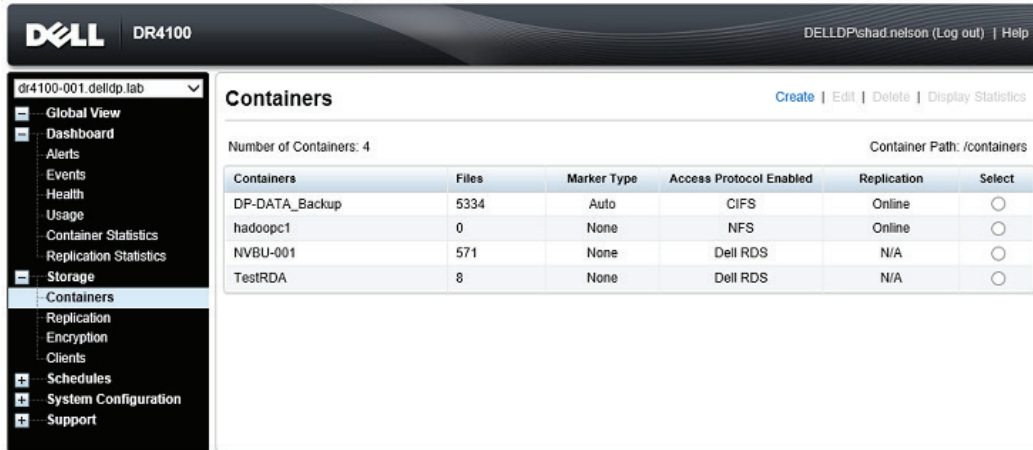 DELL DR4100
DELLDP\shad.nelson (Log out) | Help
dr4100-001.delldp.lab
Global View
Dashboard
Alerts
Events
Health
Usage
Container Statistics
Replication Statistics
Storage
Containers
Replication
Encryption
Clients
Schedules
System Configuration
Support
Containers
Create | Edit | Delete | Display Statistics
Number of Containers: 4 Container Path: /containers
Containers Files Marker Type Access Protocol Enabled Replication Select
DP-DATA_Backup 5334 Auto CIFS Online
hadoopc1 0 None NFS Online
NVBU-001 571 None Dell RDS N/A
TestRDA 8 None Dell RDS N/A